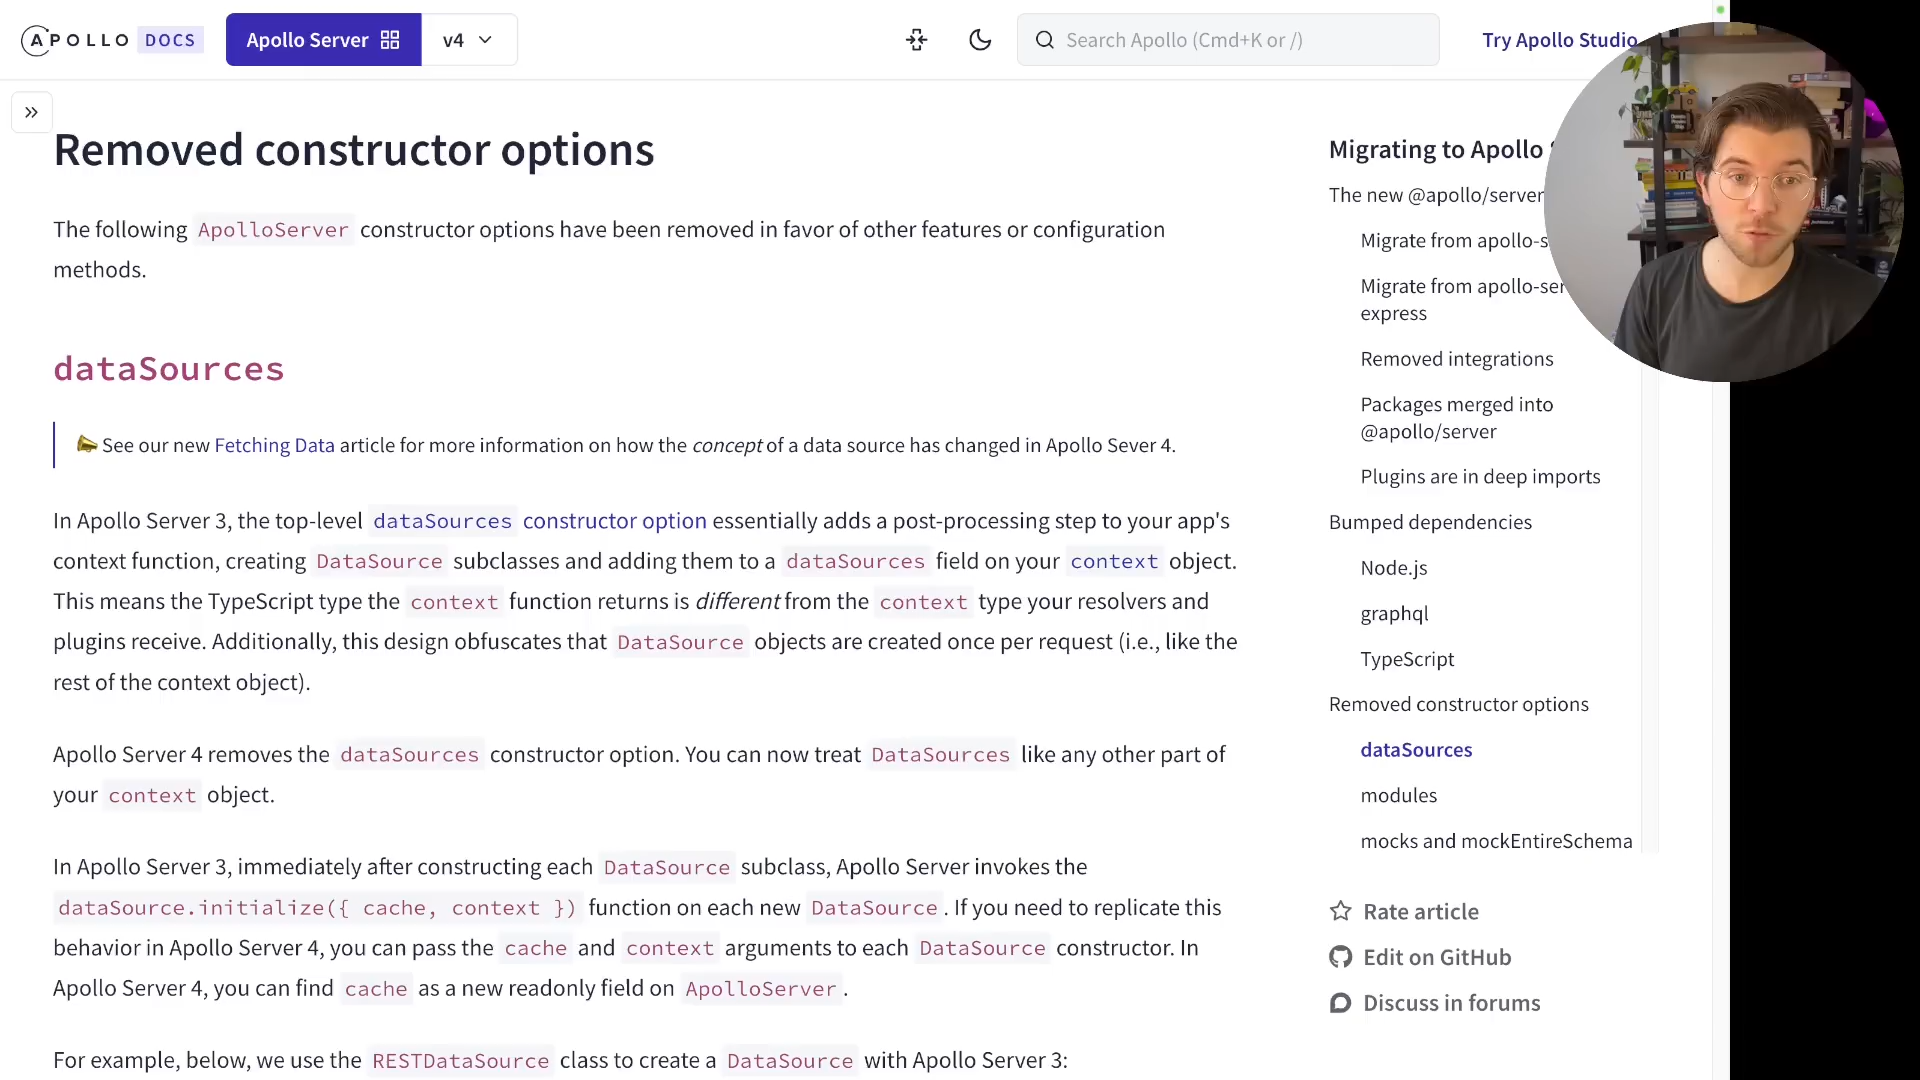 APOLLO DOCS
Apollo Server
v4
Search Apollo (Cmd+K or /)
Try Apollo Studio
Removed constructor options
The following ApolloServer constructor options have been removed in favor of other features or configuration
methods.
dataSources
See our new Fetching Data article for more information on how the concept of a data source has changed in Apollo Sever 4.
In Apollo Server 3, the top-level dataSources constructor option essentially adds a post-processing step to your app's
context function, creating DataSource subclasses and adding them to a dataSources field on your context object.
This means the TypeScript type the context function returns is different from the context type your resolvers and
plugins receive. Additionally, this design obfuscates that DataSource objects are created once per request (i.e., like the
rest of the context object).
Apollo Server 4 removes the dataSources constructor option. You can now treat DataSources like any other part of
your context object.
In Apollo Server 3, immediately after constructing each DataSource subclass, Apollo Server invokes the
dataSource.initialize({ cache, context }) function on each new DataSource. If you need to replicate this
behavior in Apollo Server 4, you can pass the cache and context arguments to each DataSource constructor. In
Apollo Server 4, you can find cache as a new readonly field on ApolloServer.
For example, below, we use the RESTDataSource class to create a DataSource with Apollo Server 3:
Migrating to Apollo
The new @apollo/server
Migrate from apollo-s
Migrate from apollo-ser
express
Removed integrations
Packages merged into
@apollo/server
Plugins are in deep imports
Bumped dependencies
Node.js
graphql
TypeScript
Removed constructor options
dataSources
modules
mocks and mockEntireSchema
Rate article
Edit on GitHub
Discuss in forums